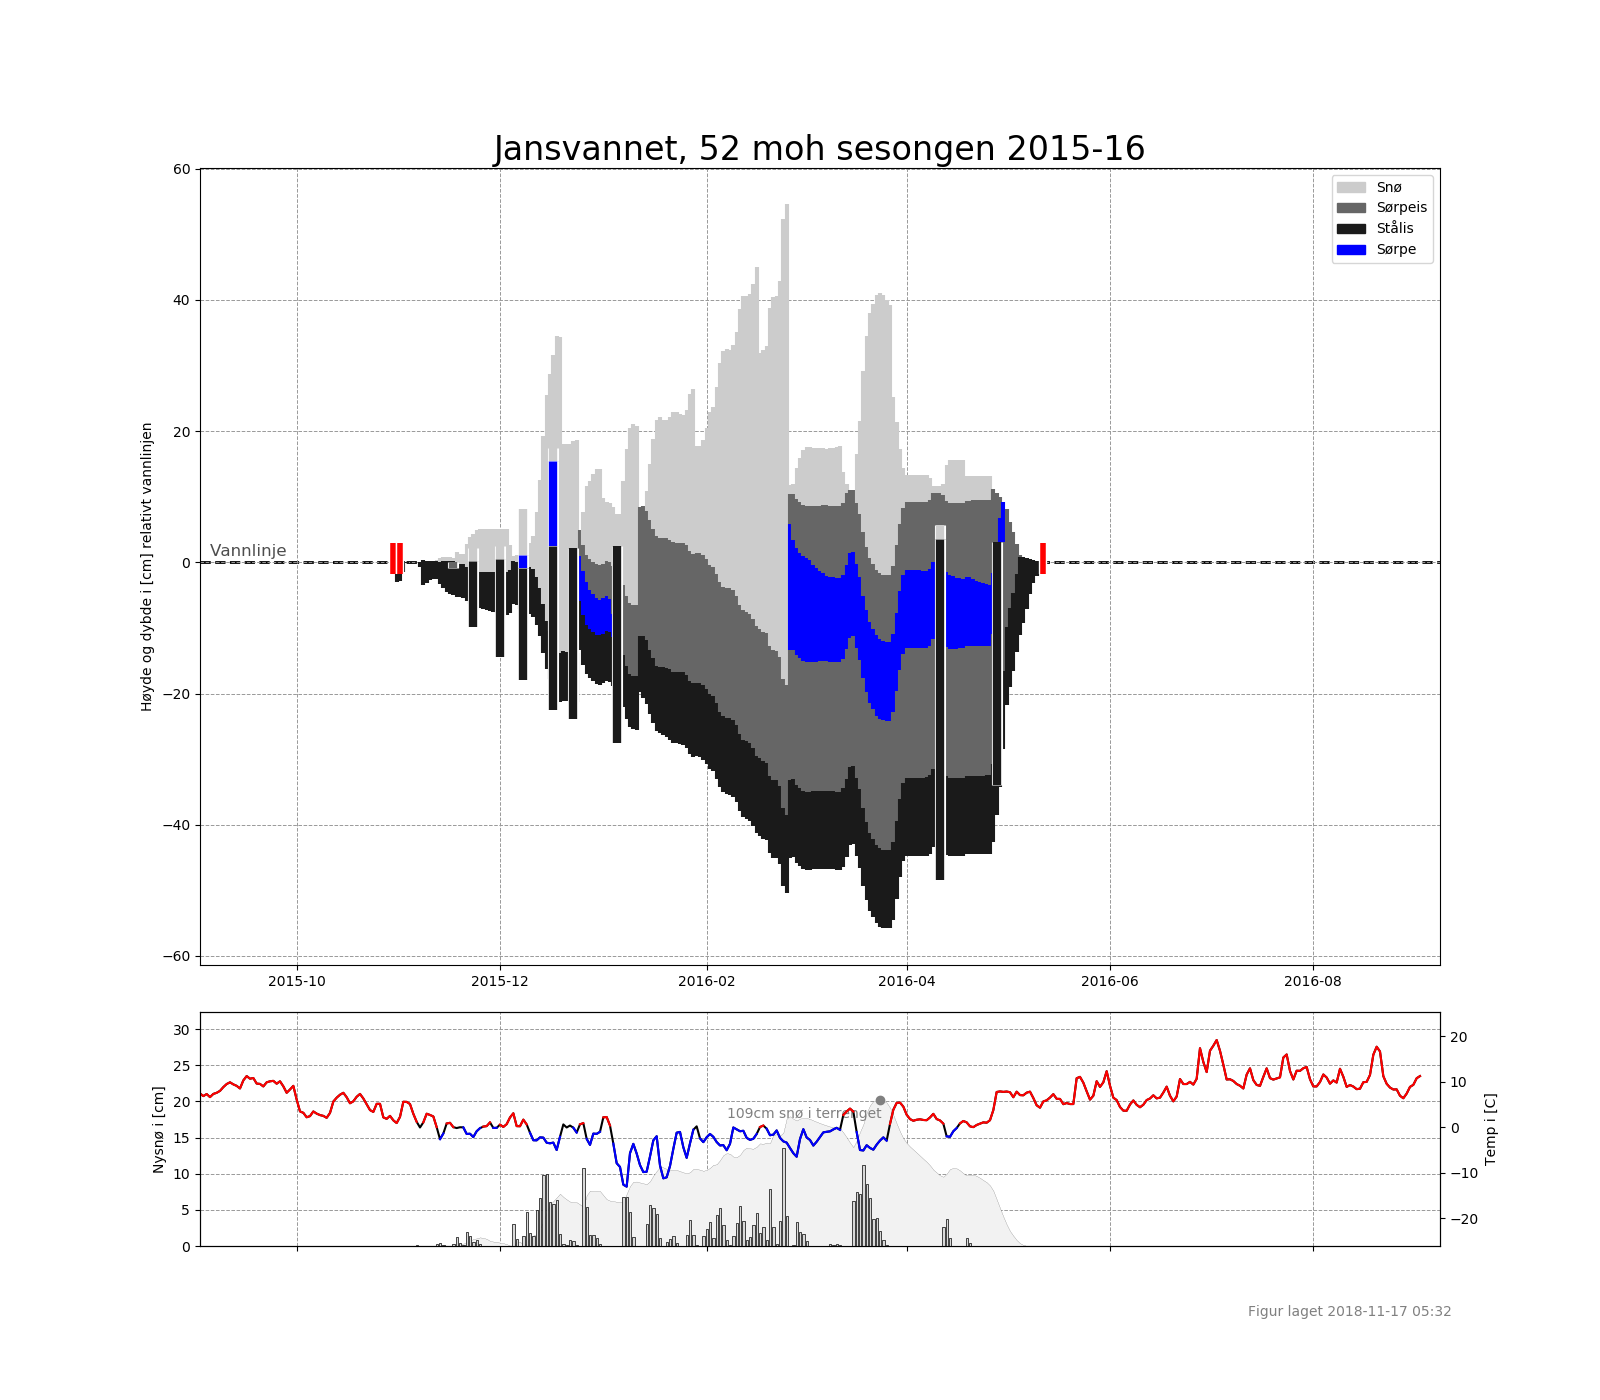 Jansvannet, 52 moh sesongen 2015-16
60
40
20
0
−20
−40
−60
Høyde og dybde i [cm] relativt vannlinjen
Vannlinje
Snø
Sørpeis
Stålis
Sørpe
2015-10
2015-12
2016-02
2016-04
2016-06
2016-08
30
25
20
15
10
5
0
Nysnø i [cm]
109cm snø i terrenget
20
10
0
−10
−20
Temp i [C]
Figur laget 2018-11-17 05:32